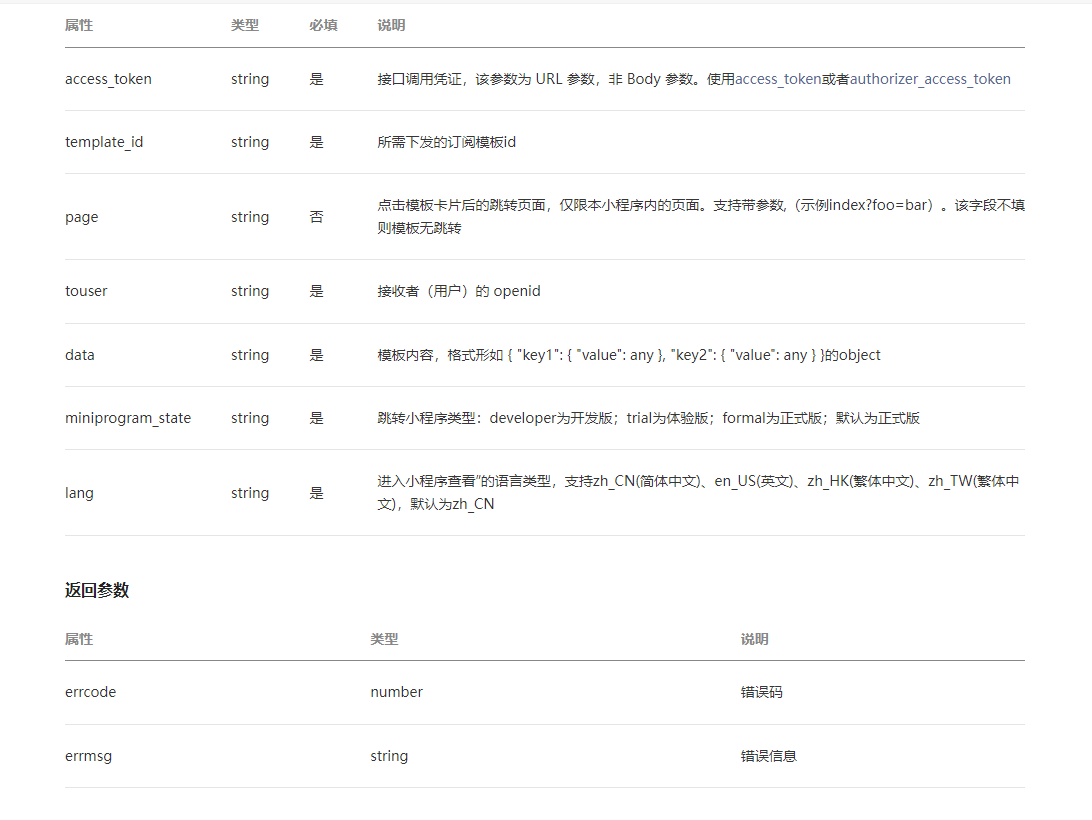 属性 类型 必填 说明
access_token string 是 接口调用凭证，该参数为 URL 参数，非 Body 参数。使用access_token或者authorizer_access_token
template_id string 是 所需下发的订阅模板id
page string 否 点击模板卡片后的跳转页面，仅限本小程序内的页面。支持带参数,（示例index?foo=bar）。该字段不填
则模板无跳转
touser string 是 接收者（用户）的 openid
data string 是 模板内容，格式形如 { "key1": { "value": any }, "key2": { "value": any } }的object
miniprogram_state string 是 跳转小程序类型：developer为开发版；trial为体验版；formal为正式版；默认为正式版
lang string 是 进入小程序查看”的语言类型，支持zh_CN(简体中文)、en_US(英文)、zh_HK(繁体中文)、zh_TW(繁体中
文)，默认为zh_CN
返回参数
属性 类型 说明
errcode number 错误码
errmsg string 错误信息